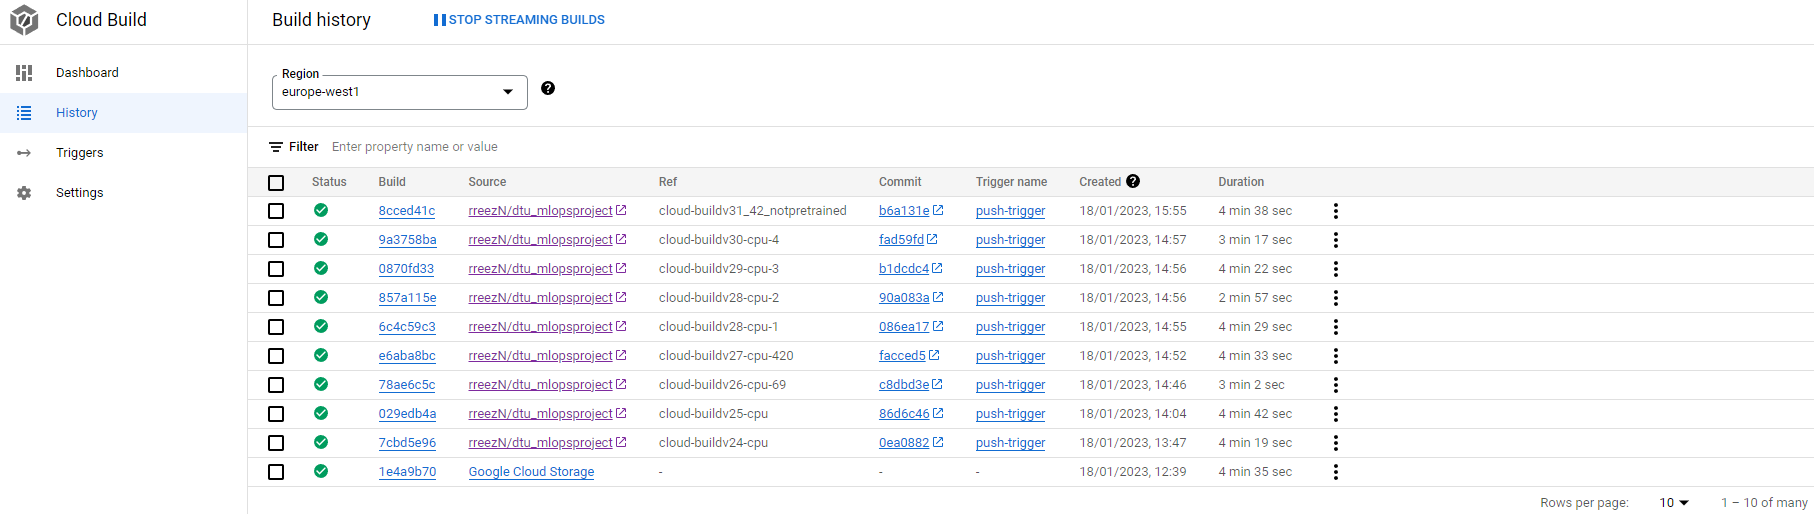 Cloud Build
Build history
STOP STREAMING BUILDS
Dashboard
History
Triggers
Settings
Region
europe-west1
Filter Enter property name or value
Status Build Source Ref Commit Trigger name Created Duration
8cced41c rreezN/dtu_mlopsproject cloud-buildv31_42_notpretrained b6a131e push-trigger 18/01/2023, 15:55 4 min 38 sec
9a3758ba rreezN/dtu_mlopsproject cloud-buildv30-cpu-4 fad59fd push-trigger 18/01/2023, 14:57 3 min 17 sec
0870fd33 rreezN/dtu_mlopsproject cloud-buildv29-cpu-3 b1dcdc4 push-trigger 18/01/2023, 14:56 4 min 22 sec
857a115e rreezN/dtu_mlopsproject cloud-buildv28-cpu-2 90a083a push-trigger 18/01/2023, 14:56 2 min 57 sec
6c4c59c3 rreezN/dtu_mlopsproject cloud-buildv28-cpu-1 086ea17 push-trigger 18/01/2023, 14:55 4 min 29 sec
e6aba8bc rreezN/dtu_mlopsproject cloud-buildv27-cpu-420 facced5 push-trigger 18/01/2023, 14:52 4 min 33 sec
78ae6c5c rreezN/dtu_mlopsproject cloud-buildv26-cpu-69 c8dbd3e push-trigger 18/01/2023, 14:46 3 min 2 sec
029edb4a rreezN/dtu_mlopsproject cloud-buildv25-cpu 86d6c46 push-trigger 18/01/2023, 14:04 4 min 42 sec
7cbd5e96 rreezN/dtu_mlopsproject cloud-buildv24-cpu 0ea0882 push-trigger 18/01/2023, 13:47 4 min 19 sec
1e4a9b70 Google Cloud Storage - - - 18/01/2023, 12:39 4 min 35 sec
Rows per page: 10 1 – 10 of many